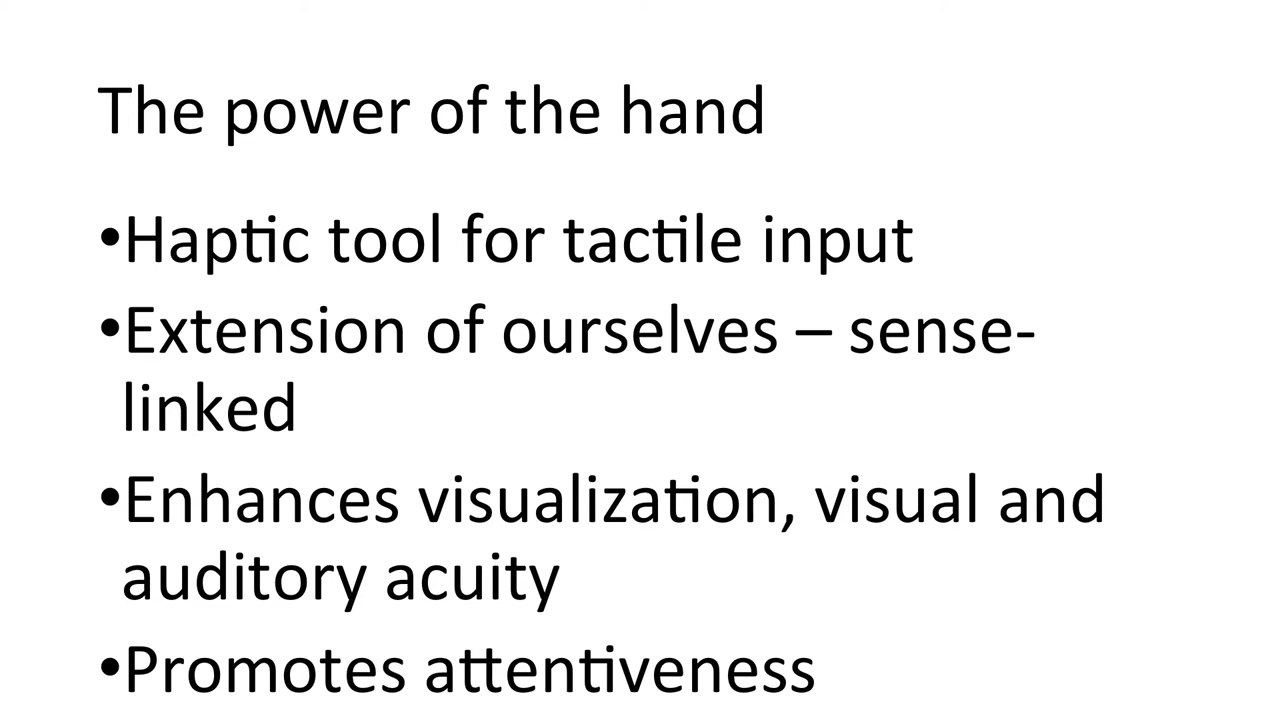 The power of the hand
•Haptic tool for tactile input
•Extension of ourselves – sense-
linked
•Enhances visualization, visual and
auditory acuity
•Promotes attentiveness